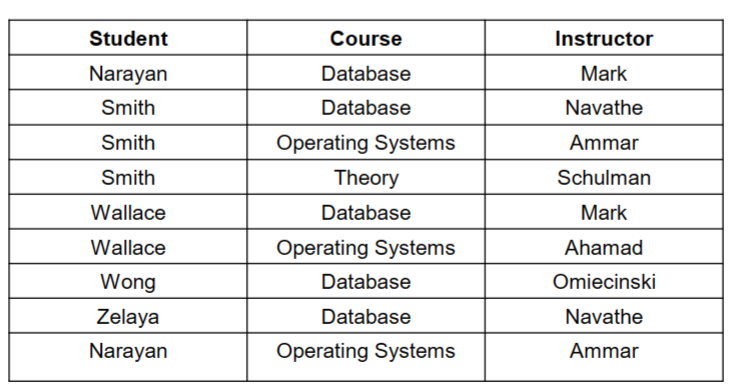 Student Course Instructor
Narayan Database Mark
Smith Database Navathe
Smith Operating Systems Ammar
Smith Theory Schulman
Wallace Database Mark
Wallace Operating Systems Ahamad
Wong Database Omiecinski
Zelaya Database Navathe
Narayan Operating Systems Ammar